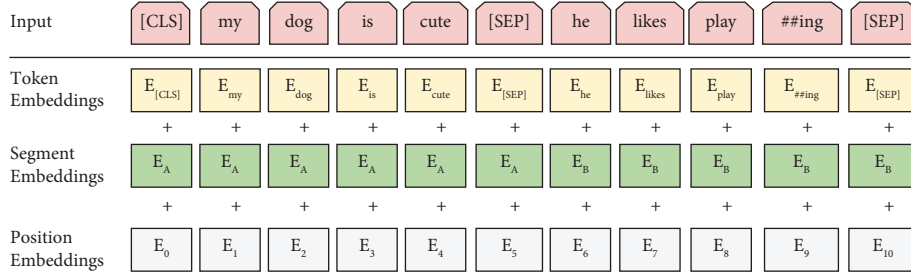 Input [CLS] my dog is cute [SEP] he likes play ##ing [SEP]
Token Embeddings E[CLS] Emy Edog Eis Ecute E[SEP] Ehe Elikes Eplay E##ing E[SEP]
+ + + + + + + + + + +
Segment Embeddings EA EA EA EA EA EA EB EB EB EB EB
+ + + + + + + + + + +
Position Embeddings E0 E1 E2 E3 E4 E5 E6 E7 E8 E9 E10